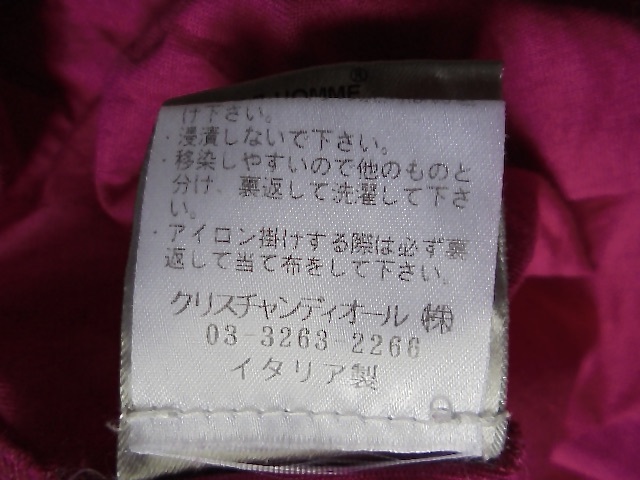 HOMME®
け下さい。
・浸漬しないで下さい。
・移染しやすいので他のものと
分け、裏返して洗濯して下さ
い。
・アイロン掛けする際は必ず裏
返して当て布をして下さい。
クリスチャンディオール㈱
03-3263-2266
イタリア製